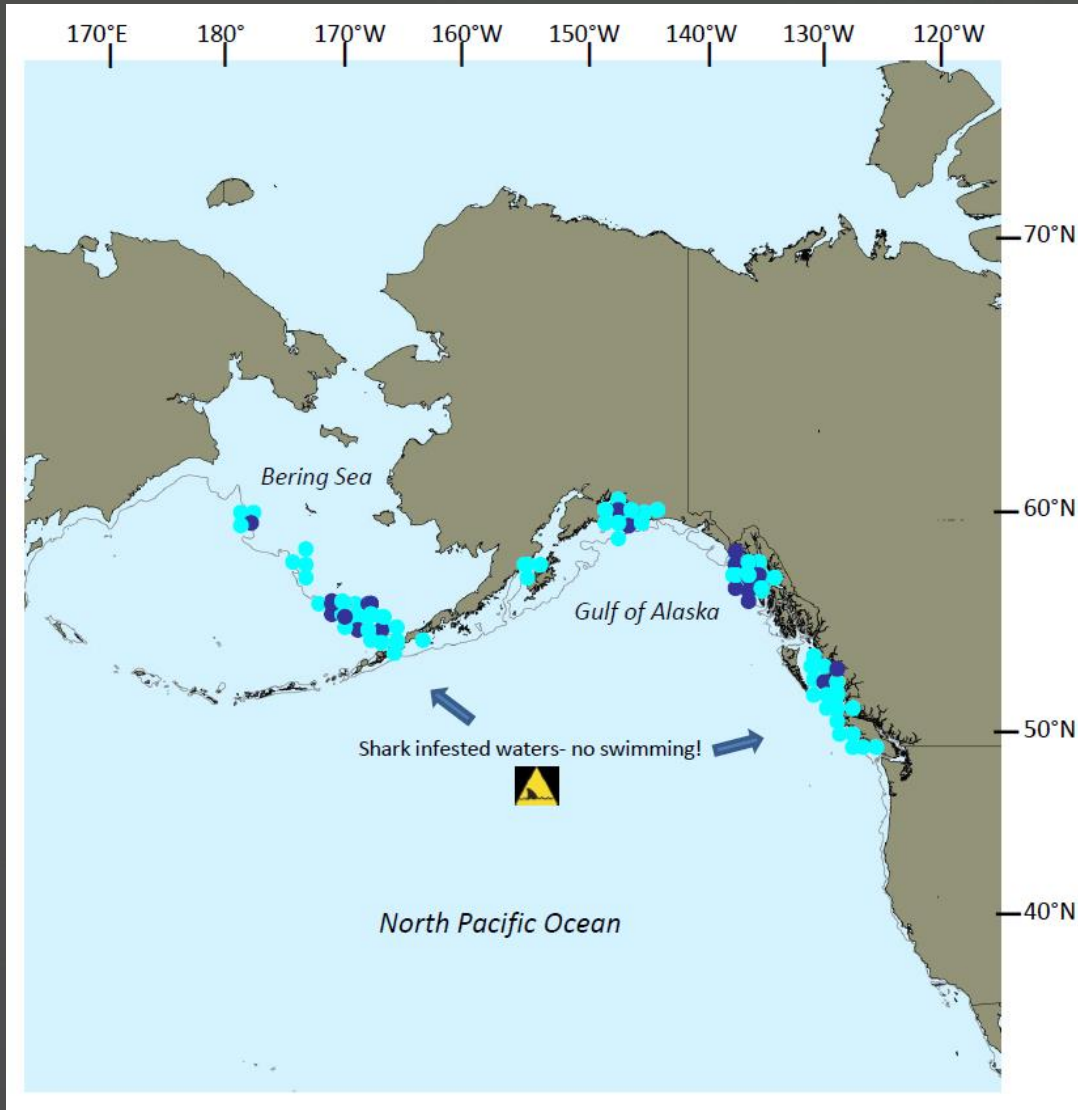 170°E 180° 170°W 160°W 150°W 140°W 130°W 120°W
70°N
Bering Sea
60°N
Gulf of Alaska
50°N
Shark infested waters- no swimming!
40°N
North Pacific Ocean